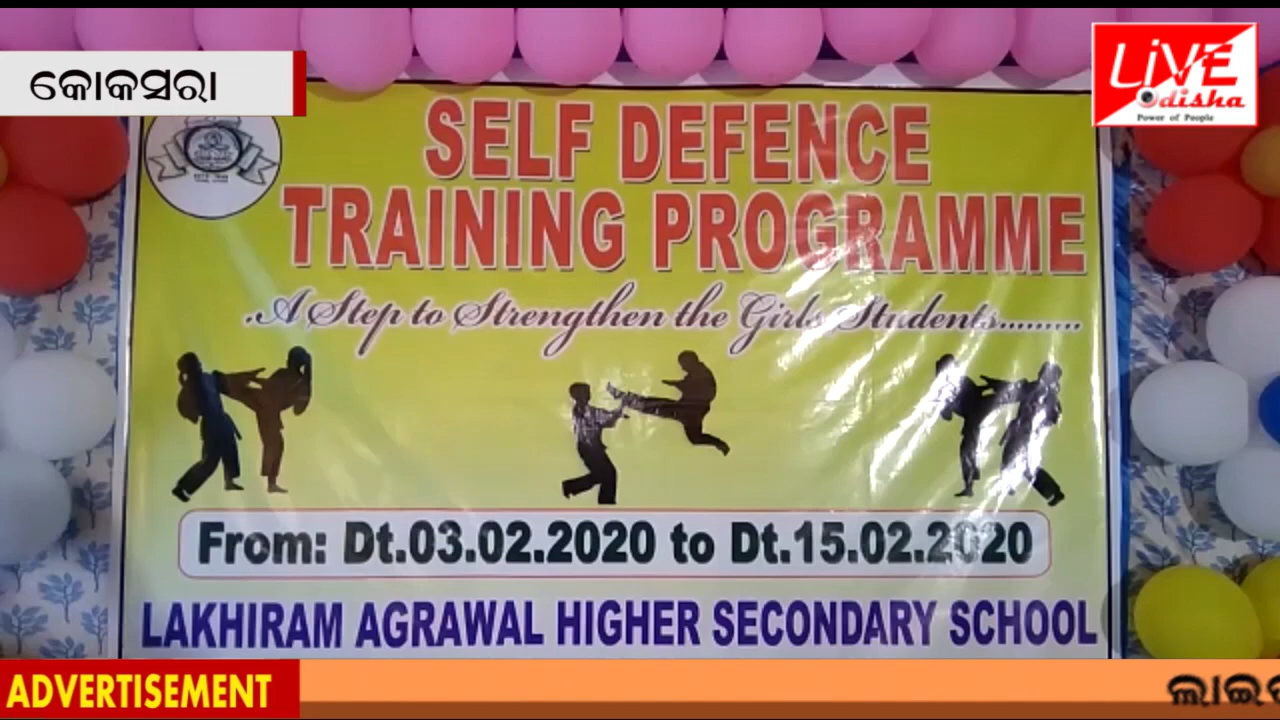 କୋକସରା
LiVE
Odisha
Power of People
SELF DEFENCE
TRAINING PROGRAMME
.A Step to Strengthen the Girls Students.........
From: Dt.03.02.2020 to Dt.15.02.2020
LAKHIRAM AGRAWAL HIGHER SECONDARY SCHOOL
ADVERTISEMENT